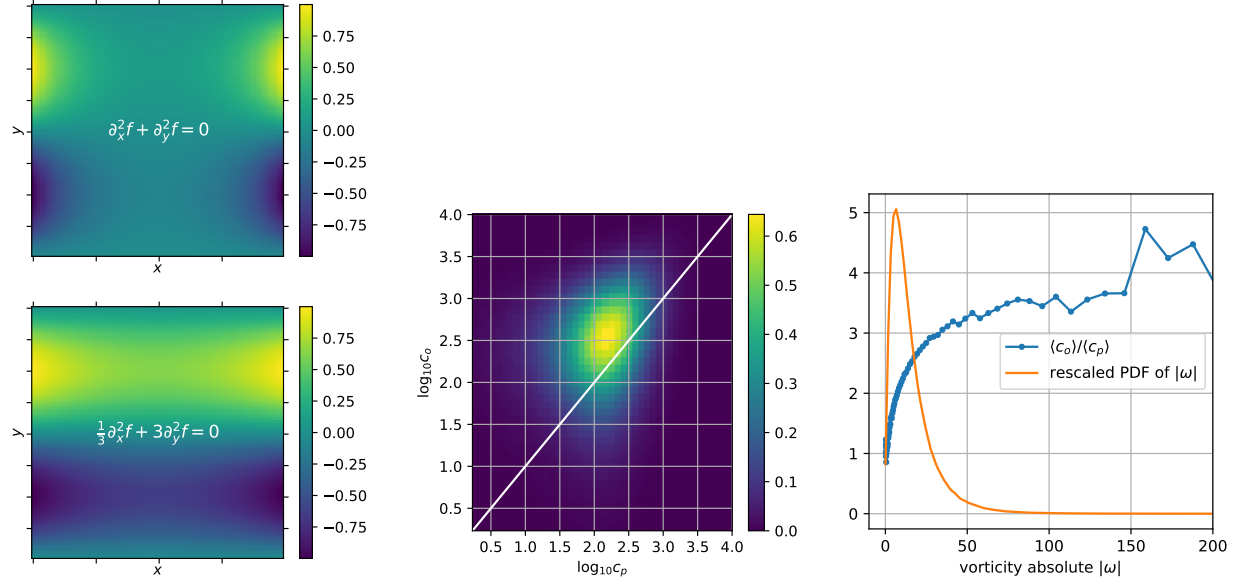 0.75
0.50
0.25
0.00
−0.25
−0.50
−0.75
y
∂²ₓf + ∂²ᵧf = 0
x
0.75
0.50
0.25
0.00
−0.25
−0.50
−0.75
y
⅓∂²ₓf + 3∂²ᵧf = 0
x
4.0
3.5
3.0
2.5
2.0
1.5
1.0
0.5
log₁₀cₒ
0.5 1.0 1.5 2.0 2.5 3.0 3.5 4.0
log₁₀cₚ
0.6
0.5
0.4
0.3
0.2
0.1
0.0
5
4
3
2
1
0
⟨cₒ⟩/⟨cₚ⟩
rescaled PDF of |ω|
0 50 100 150 200
vorticity absolute |ω|